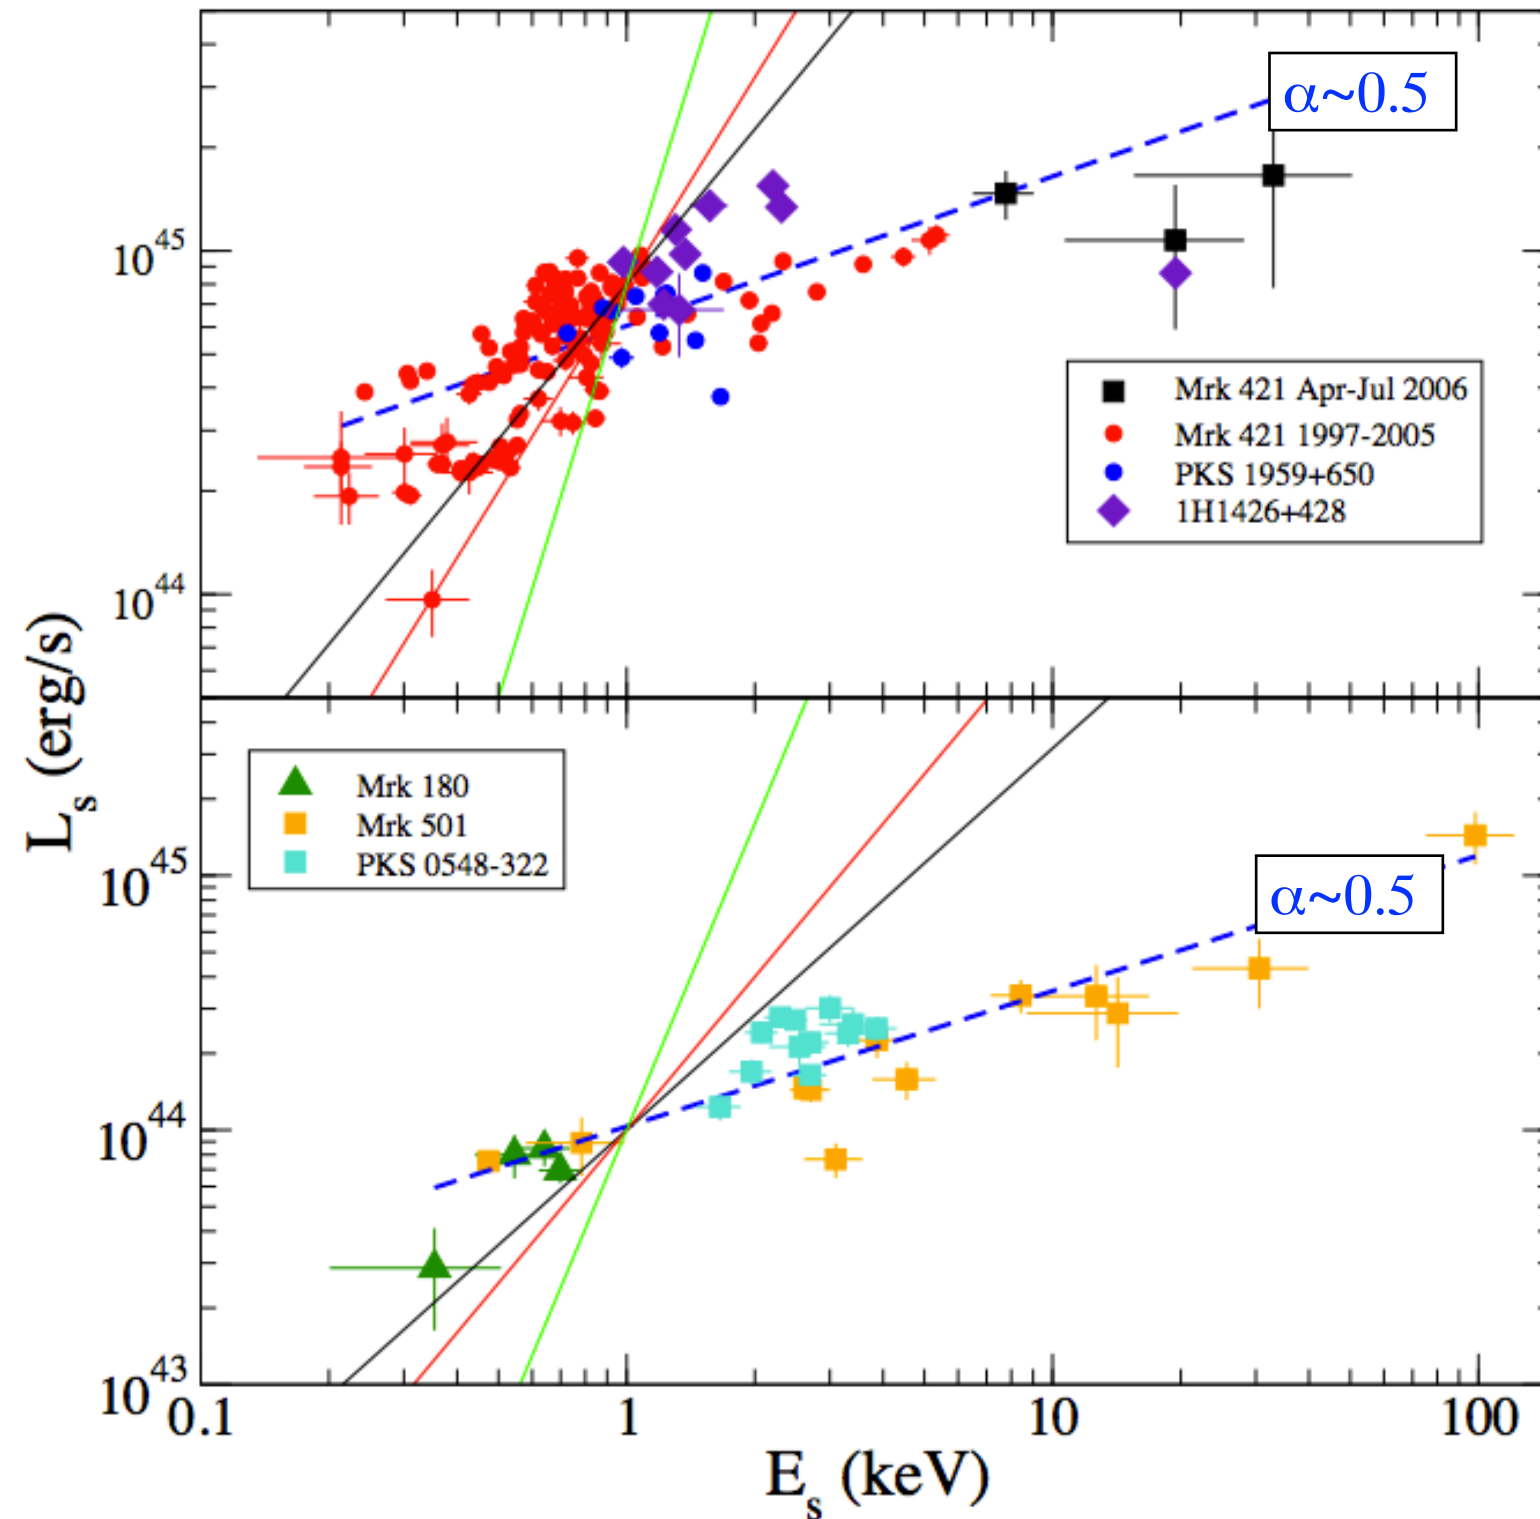 α~0.5
10^45
Mrk 421 Apr-Jul 2006
Mrk 421 1997-2005
PKS 1959+650
1H1426+428
10^44
L_s (erg/s)
Mrk 180
Mrk 501
PKS 0548-322
10^45
α~0.5
10^44
10^43
0.1 1 10 100
E_s (keV)